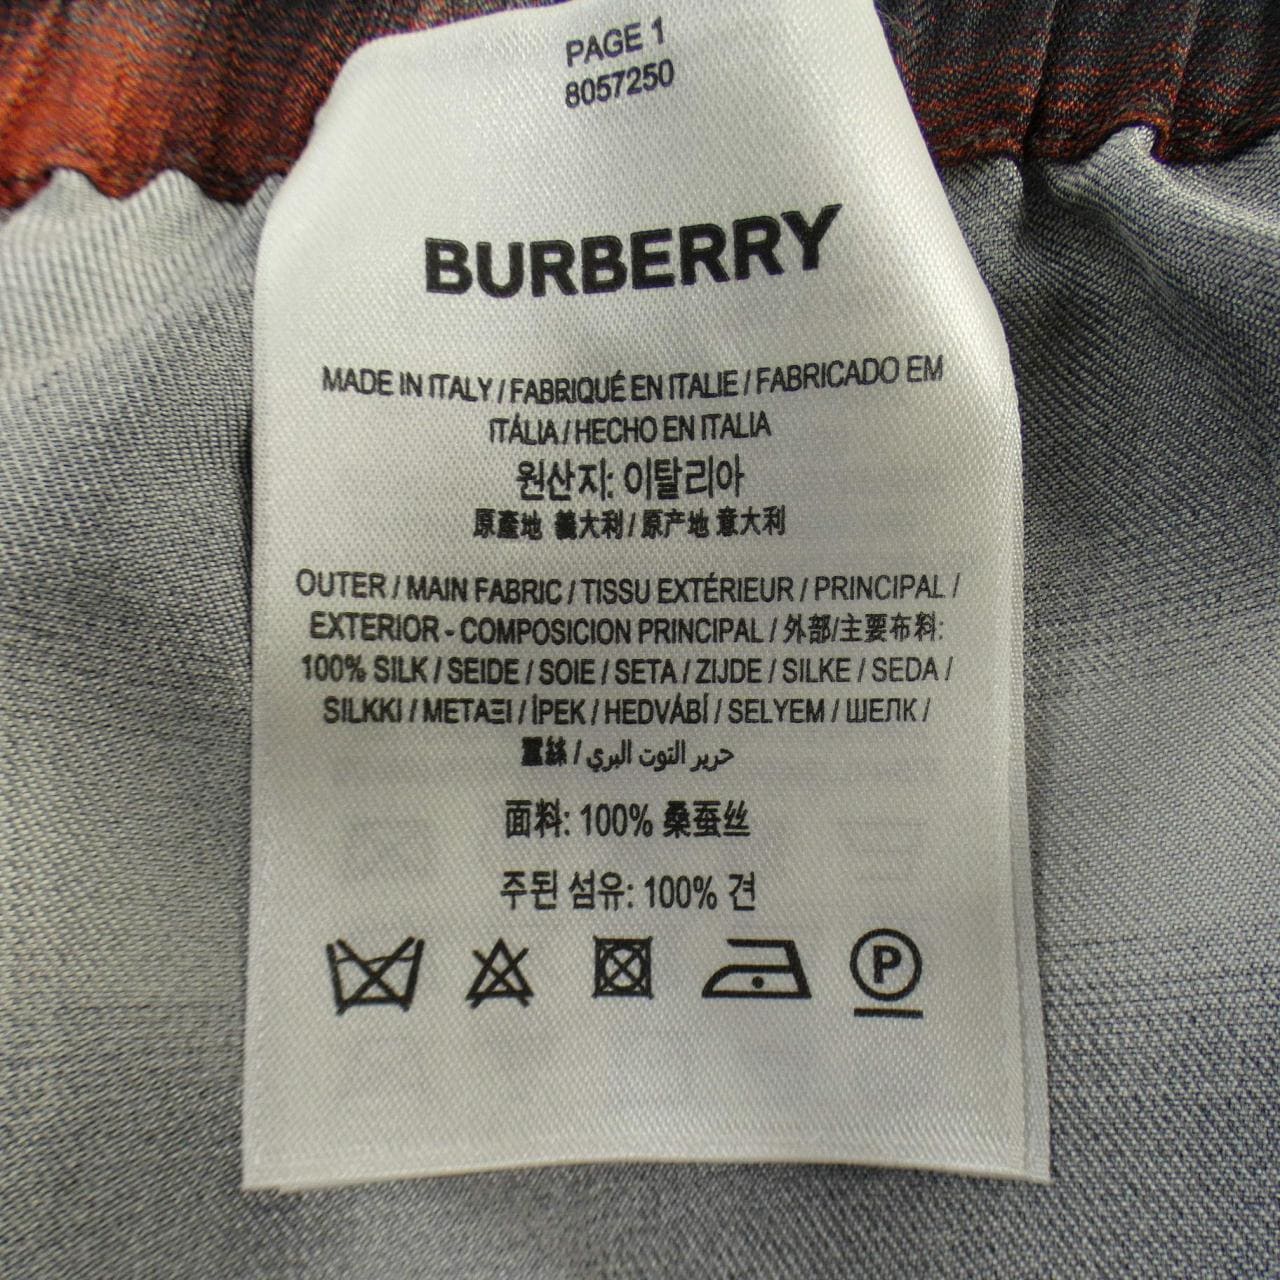 PAGE 1
8057250
BURBERRY
MADE IN ITALY / FABRIQUÉ EN ITALIE / FABRICADO EM
ITÁLIA / HECHO EN ITALIA
원산지: 이탈리아
原產地 義大利 / 原产地 意大利
OUTER / MAIN FABRIC / TISSU EXTÉRIEUR / PRINCIPAL /
EXTERIOR - COMPOSICION PRINCIPAL / 外部/主要布料:
100% SILK / SEIDE / SOIE / SETA / ZIJDE / SILKE / SEDA /
SILKKI / ΜΕΤΑΞΙ / İPEK / HEDVÁBÍ / SELYEM / ШЕЛК /
蠶絲 / حرير التوت البري
面料: 100% 桑蚕丝
주된 섬유: 100% 견
P